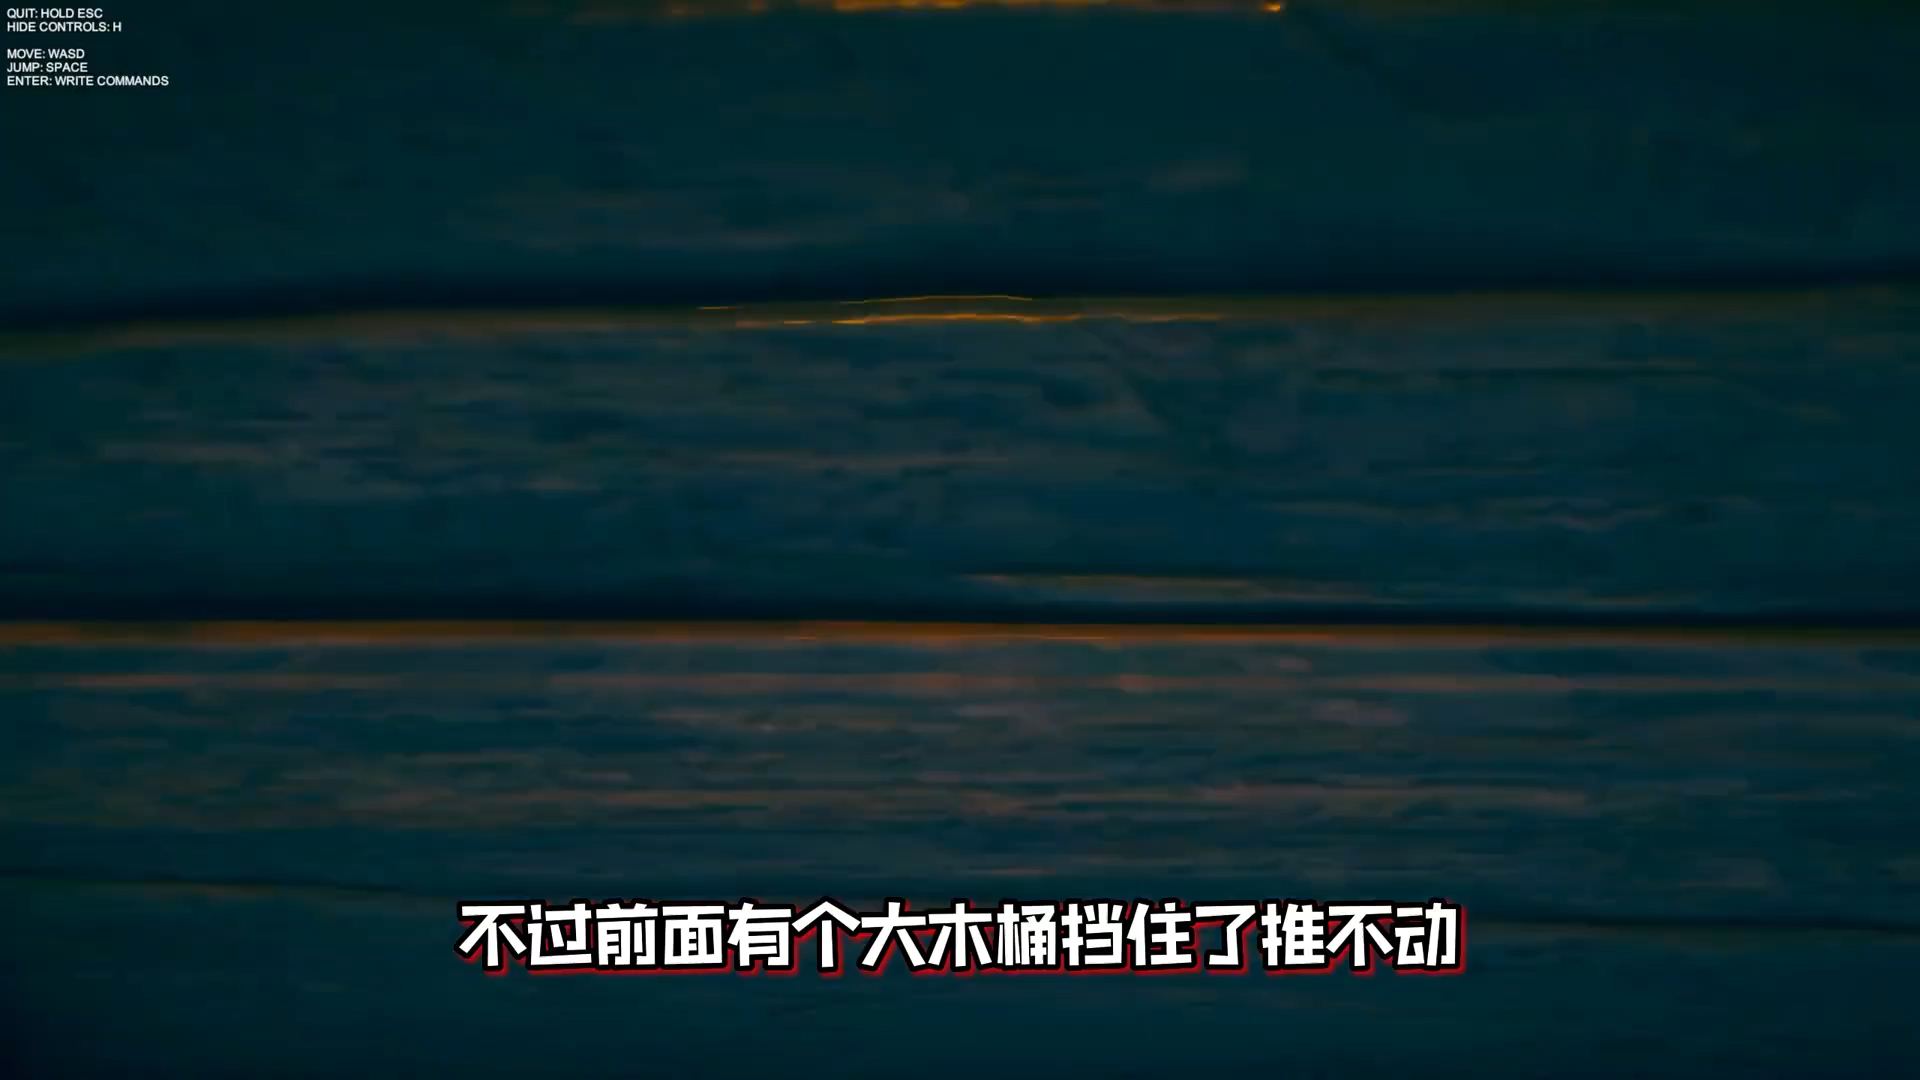 QUIT: HOLD ESC
HIDE CONTROLS: H
MOVE: WASD
JUMP: SPACE
ENTER: WRITE COMMANDS
不过前面有个大木桶挡住了推不动